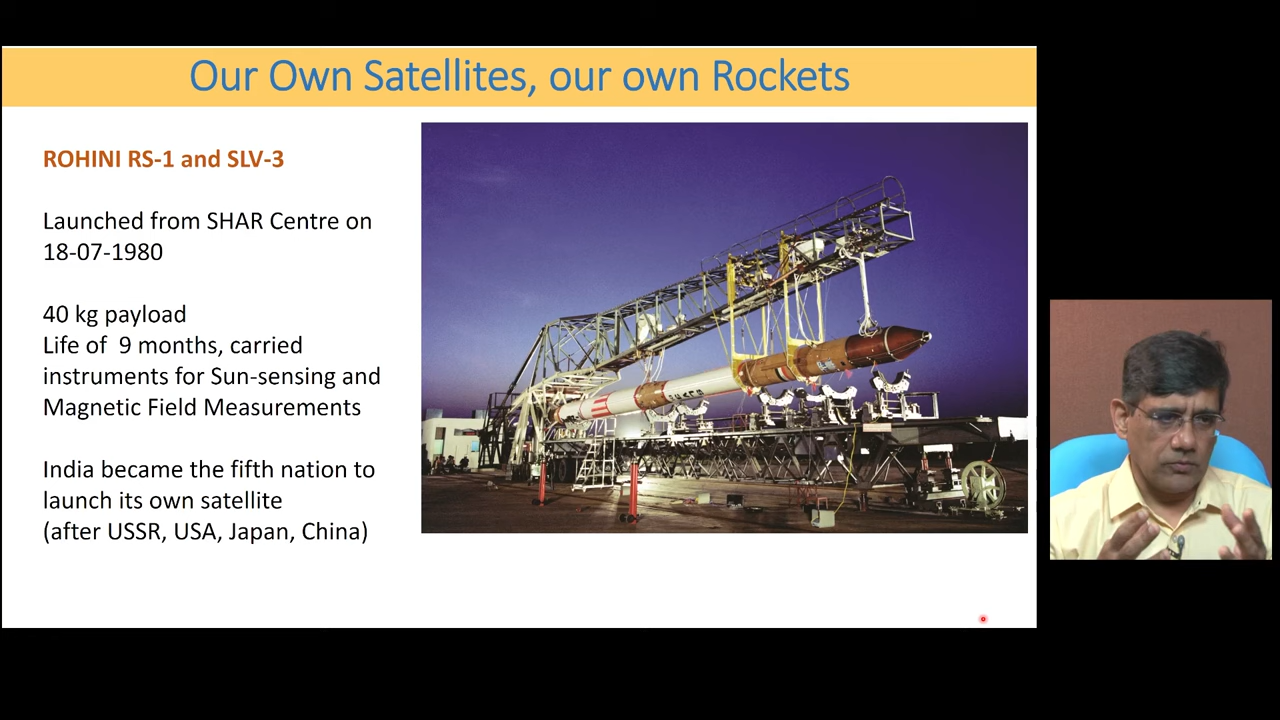 Our Own Satellites, our own Rockets
ROHINI RS-1 and SLV-3
Launched from SHAR Centre on
18-07-1980
40 kg payload
Life of 9 months, carried
instruments for Sun-sensing and
Magnetic Field Measurements
India became the fifth nation to
launch its own satellite
(after USSR, USA, Japan, China)